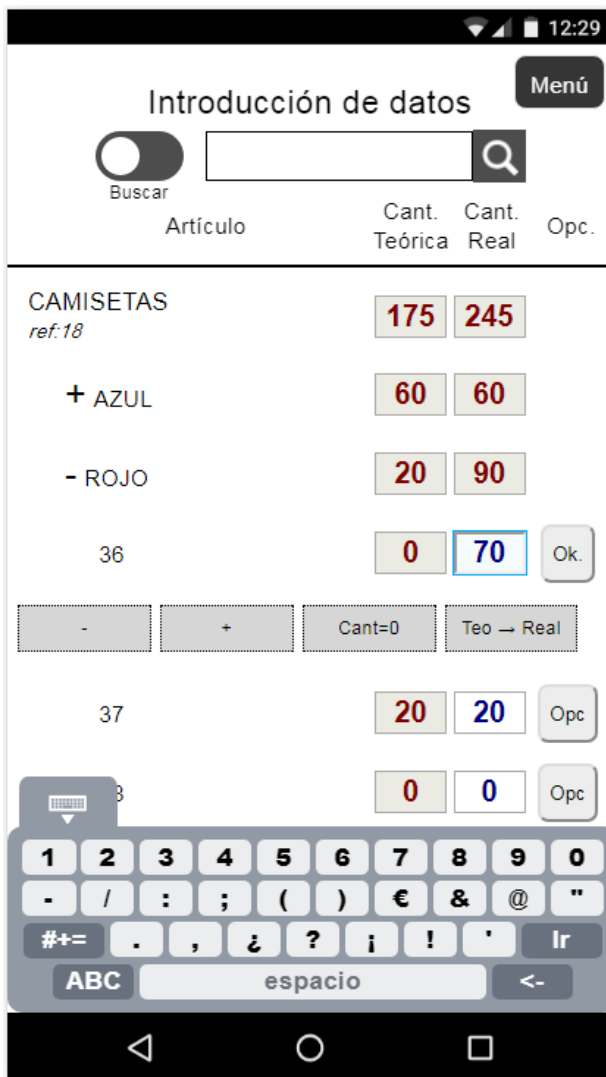 12:29
Menú
Introducción de datos
Buscar
Artículo Cant. Teórica Cant. Real Opc.
CAMISETAS 175 245
ref:18
+ AZUL 60 60
- ROJO 20 90
36 0 70 Ok.
- + Cant=0 Teo → Real
37 20 20 Opc
0 0 Opc
1 2 3 4 5 6 7 8 9 0
- / : ; ( ) € & @ "
#+= . , ¿ ? ¡ ! ' Ir
ABC espacio <-